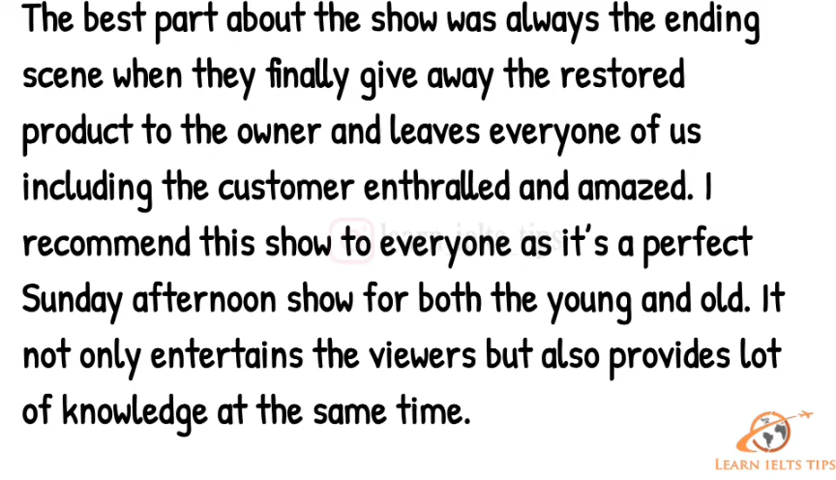 The best part about the show was always the ending
scene when they finally give away the restored
product to the owner and leaves everyone of us
including the customer enthralled and amazed. I
recommend this show to everyone as it's a perfect
learn_ielts_tips
Sunday afternoon show for both the young and old. It
not only entertains the viewers but also provides lot
of knowledge at the same time.
LEARN IELTS TIPS